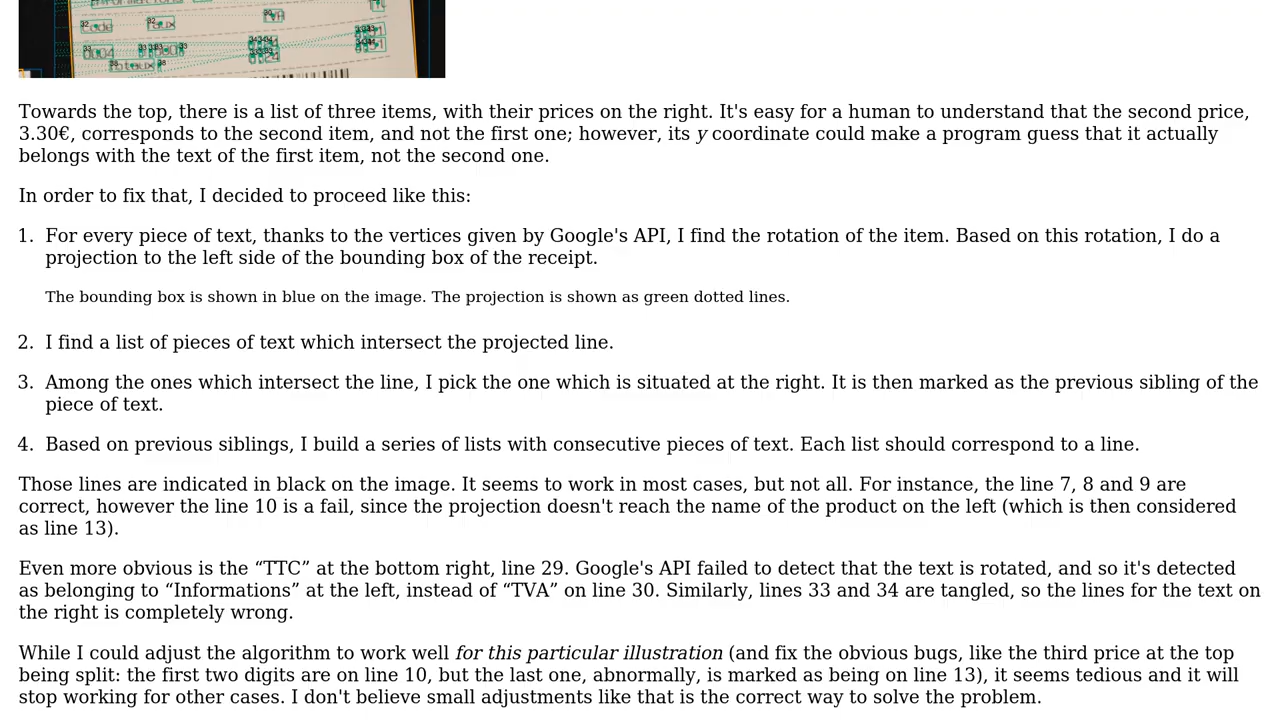 32
Code
32
Taux
30
TVA
33
0004
33
Totaux
Towards the top, there is a list of three items, with their prices on the right. It's easy for a human to understand that the second price,
3.30€, corresponds to the second item, and not the first one; however, its y coordinate could make a program guess that it actually
belongs with the text of the first item, not the second one.
In order to fix that, I decided to proceed like this:
1. For every piece of text, thanks to the vertices given by Google's API, I find the rotation of the item. Based on this rotation, I do a
projection to the left side of the bounding box of the receipt.
The bounding box is shown in blue on the image. The projection is shown as green dotted lines.
2. I find a list of pieces of text which intersect the projected line.
3. Among the ones which intersect the line, I pick the one which is situated at the right. It is then marked as the previous sibling of the
piece of text.
4. Based on previous siblings, I build a series of lists with consecutive pieces of text. Each list should correspond to a line.
Those lines are indicated in black on the image. It seems to work in most cases, but not all. For instance, the line 7, 8 and 9 are
correct, however the line 10 is a fail, since the projection doesn't reach the name of the product on the left (which is then considered
as line 13).
Even more obvious is the “TTC” at the bottom right, line 29. Google's API failed to detect that the text is rotated, and so it's detected
as belonging to “Informations” at the left, instead of “TVA” on line 30. Similarly, lines 33 and 34 are tangled, so the lines for the text on
the right is completely wrong.
While I could adjust the algorithm to work well for this particular illustration (and fix the obvious bugs, like the third price at the top
being split: the first two digits are on line 10, but the last one, abnormally, is marked as being on line 13), it seems tedious and it will
stop working for other cases. I don't believe small adjustments like that is the correct way to solve the problem.